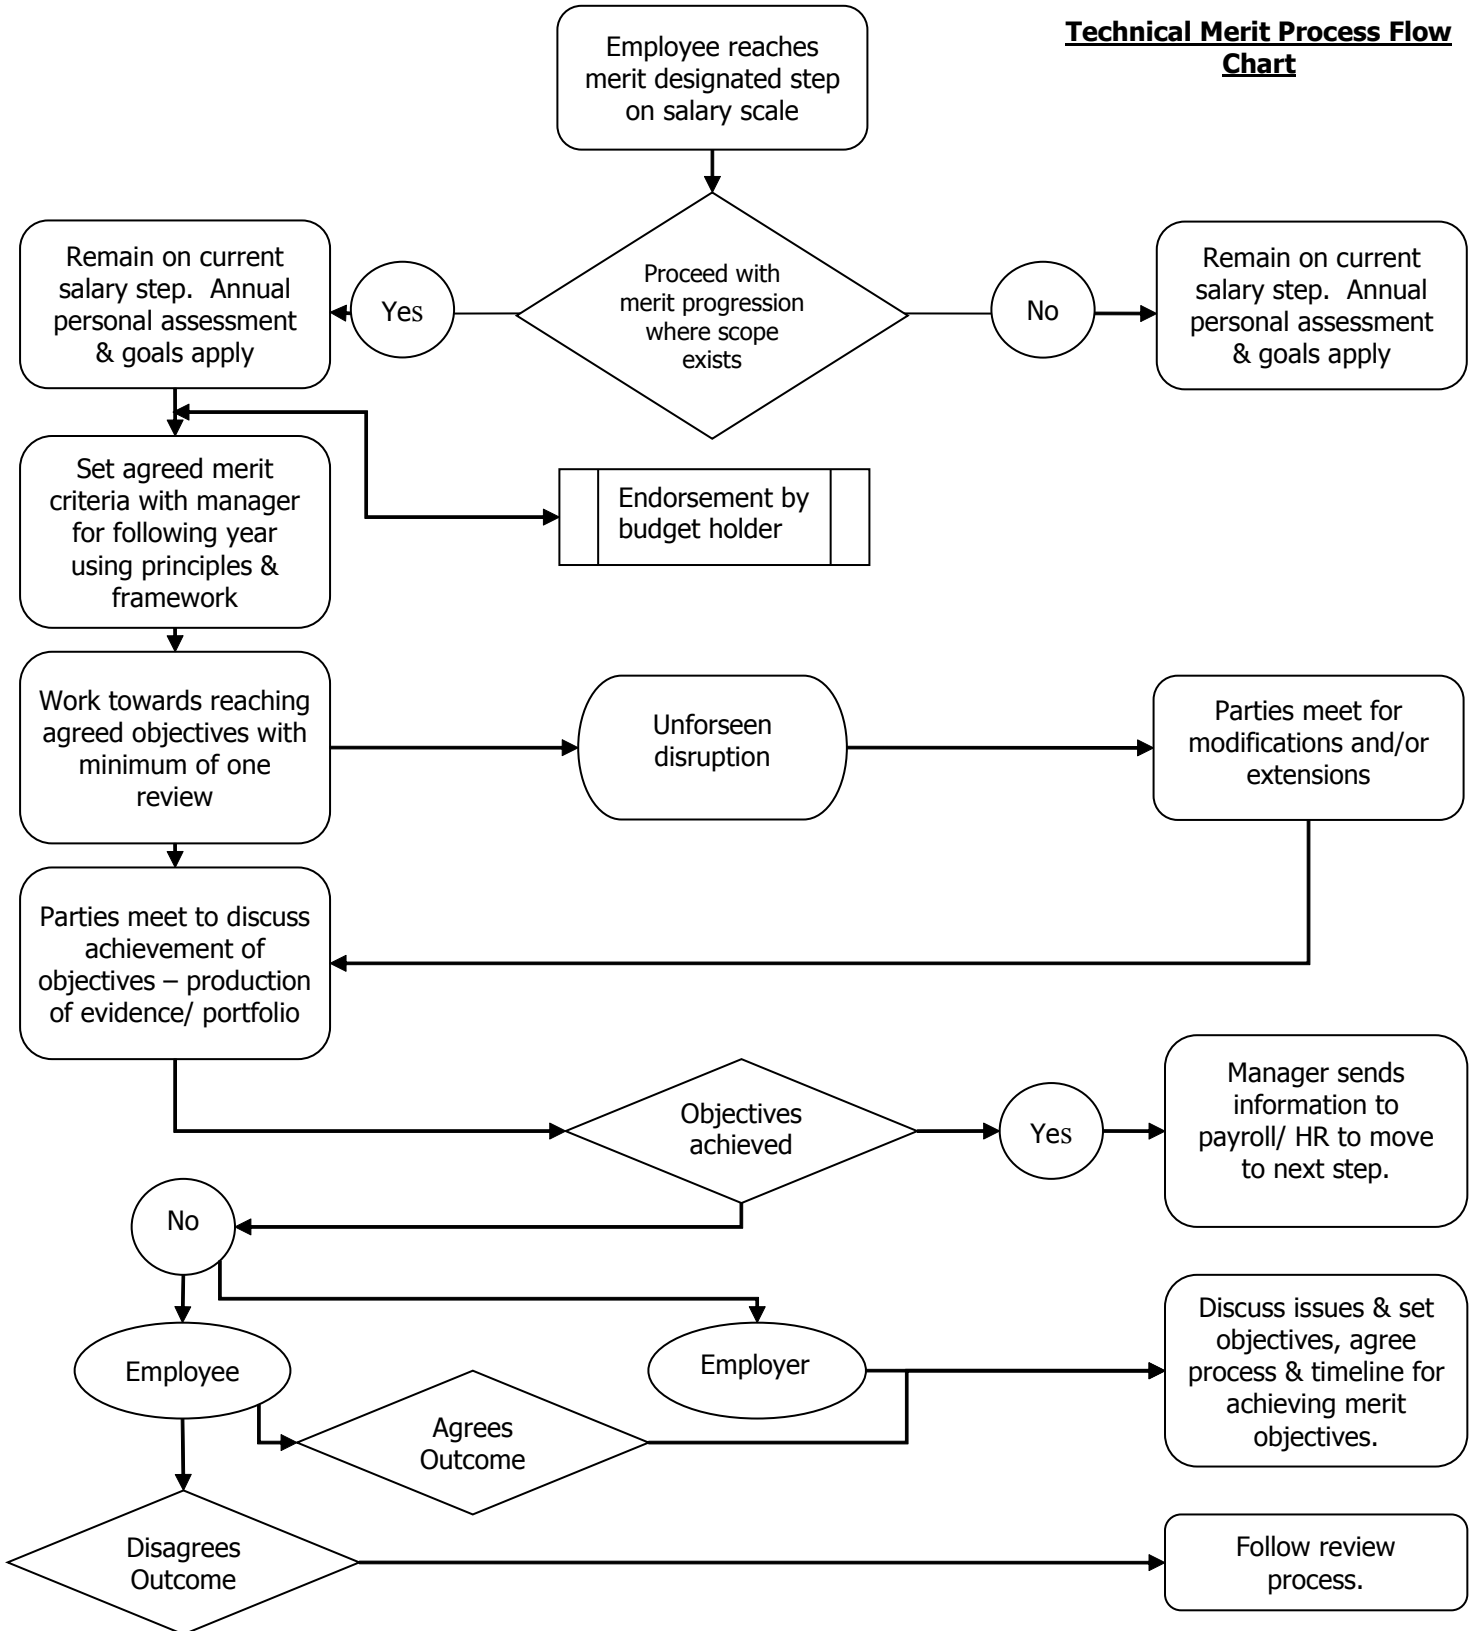 Technical Merit Process Flow
Chart
Employee reaches
merit designated step
on salary scale
Remain on current
salary step.  Annual
personal assessment
& goals apply
Yes
Proceed with
merit progression
where scope
exists
No
Remain on current
salary step.  Annual
personal assessment
& goals apply
Set agreed merit
criteria with manager
for following year
using principles &
framework
Endorsement by
budget holder
Work towards reaching
agreed objectives with
minimum of one
review
Unforseen
disruption
Parties meet for
modifications and/or
extensions
Parties meet to discuss
achievement of
objectives – production
of evidence/ portfolio
Objectives
achieved
Yes
Manager sends
information to
payroll/ HR to move
to next step.
No
Employee
Employer
Discuss issues & set
objectives, agree
process & timeline for
achieving merit
objectives.
Agrees
Outcome
Disagrees
Outcome
Follow review
process.